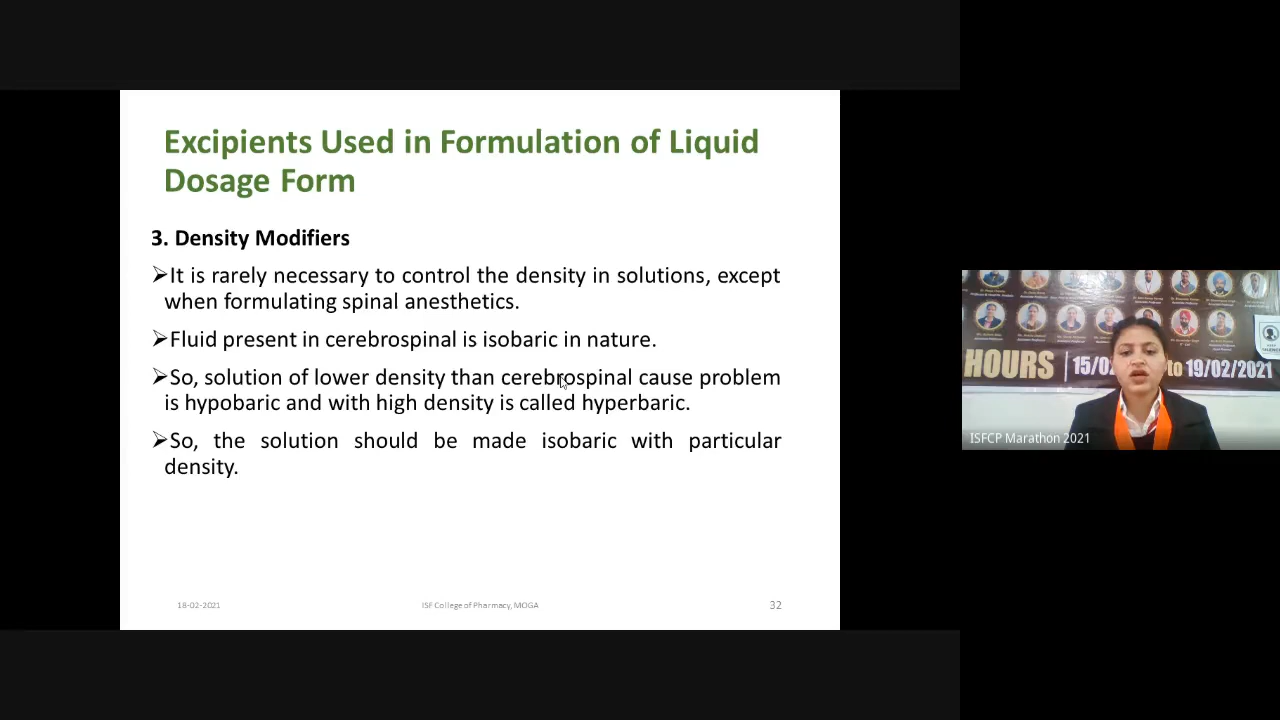 Excipients Used in Formulation of Liquid
Dosage Form
3. Density Modifiers
➢It is rarely necessary to control the density in solutions, except
when formulating spinal anesthetics.
➢Fluid present in cerebrospinal is isobaric in nature.
➢So, solution of lower density than cerebrospinal cause problem
is hypobaric and with high density is called hyperbaric.
➢So, the solution should be made isobaric with particular
density.
18-02-2021
ISF College of Pharmacy, MOGA
32
HOURS
15/0
to 19/02/2021
ISFCP Marathon 2021